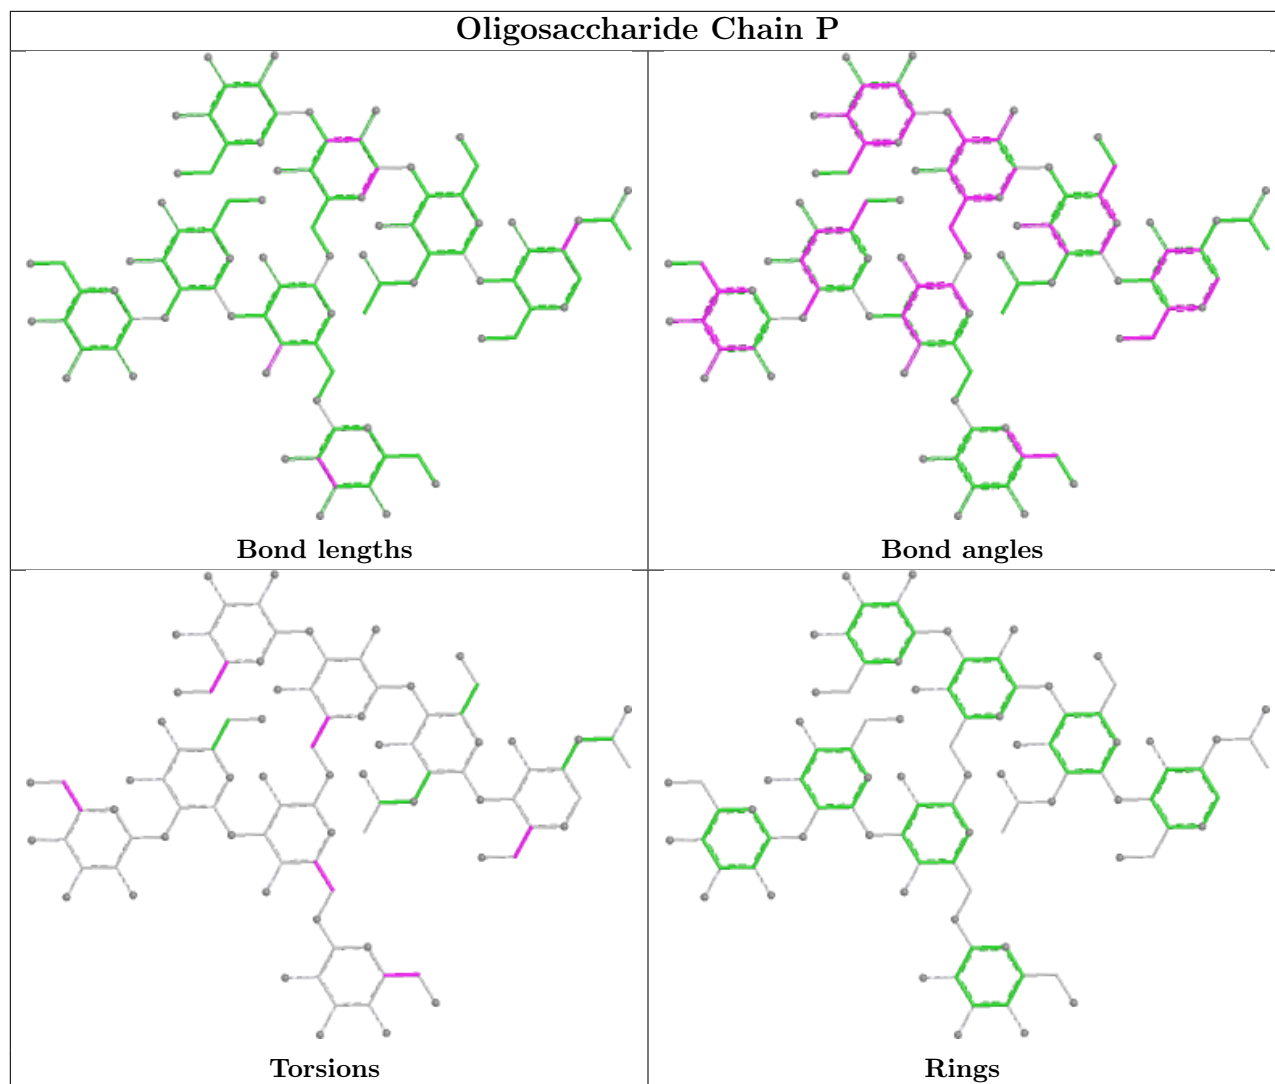 Oligosaccharide Chain P
Bond lengths
Bond angles
Torsions
Rings